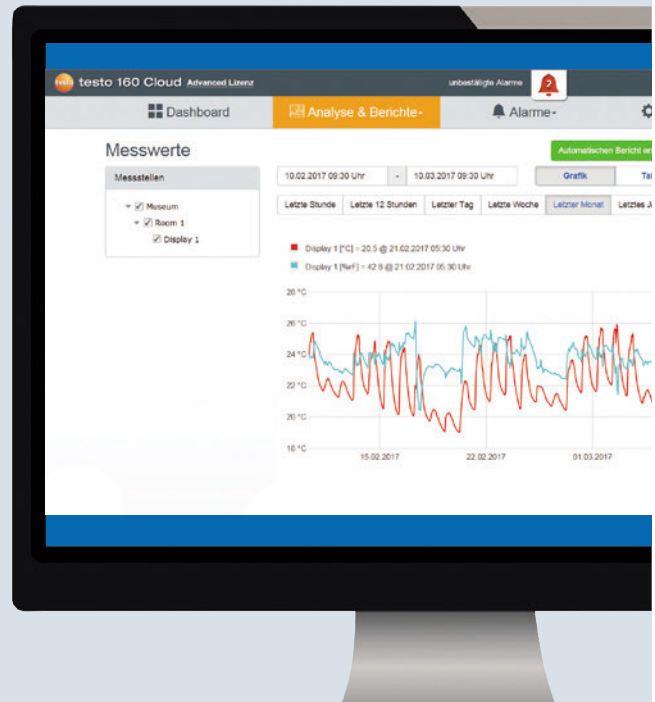 testo
testo 160 Cloud Advanced Lizenz
unbestätigte Alarme
2
Dashboard
Analyse & Berichte
Alarme
Messwerte
Automatischen Bericht
Messstellen
10.02.2017 09:30 Uhr - 10.03.2017 09:30 Uhr
Grafik
Museum
Room 1
Display 1
Letzte Stunde
Letzte 12 Stunden
Letzter Tag
Letzte Woche
Letzter Monat
Letztes
Display 1 [°C] = 20.5 @ 21.02.2017 05:30 Uhr
Display 1 [%rF] = 42.8 @ 21.02.2017 05:30 Uhr
28 °C
26 °C
24 °C
22 °C
20 °C
18 °C
15.02.2017
22.02.2017
01.03.2017